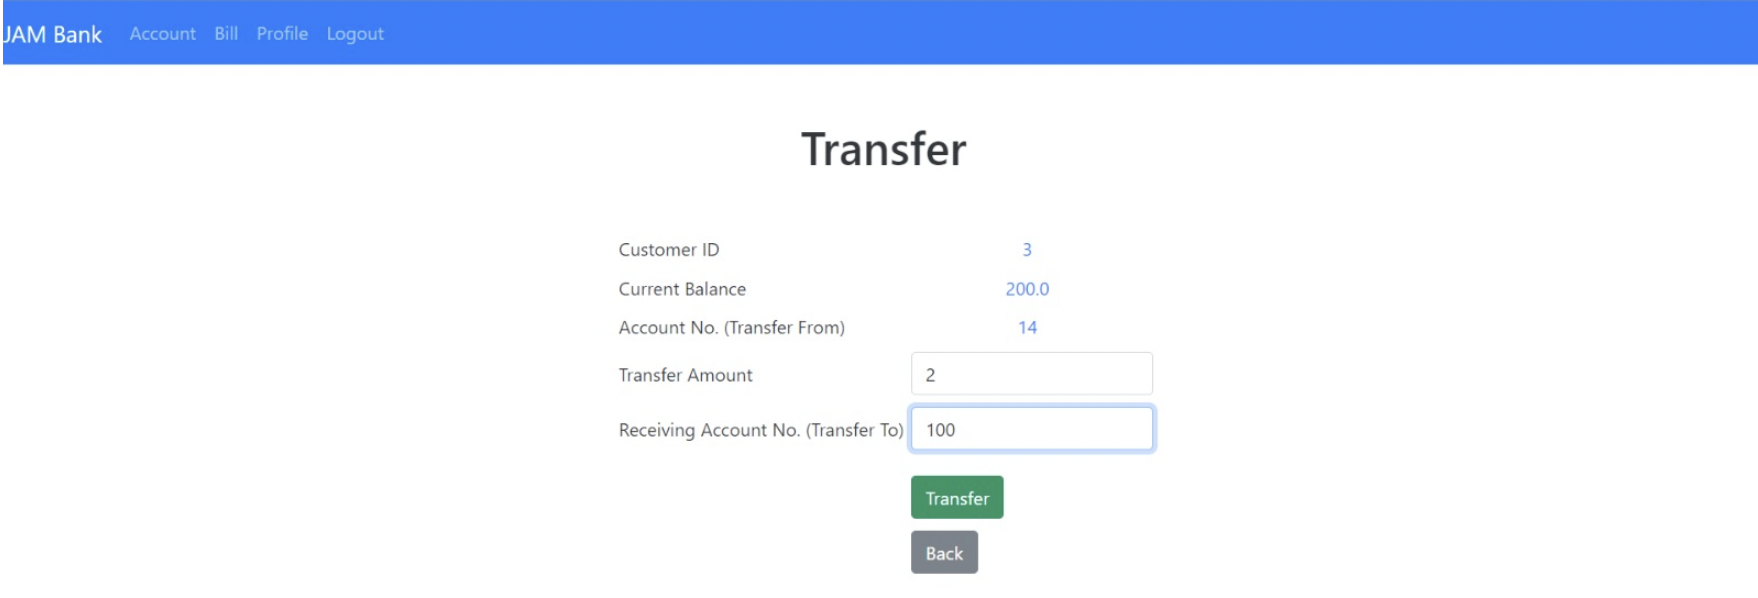 JAM Bank Account Bill Profile Logout
Transfer
Customer ID 3
Current Balance 200.0
Account No. (Transfer From) 14
Transfer Amount 2
Receiving Account No. (Transfer To) 100
Transfer
Back